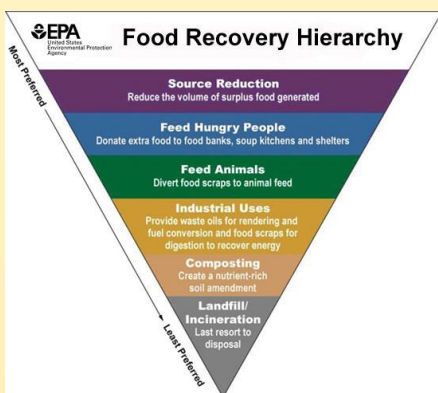 EPA
United States
Environmental Protection
Agency
Food Recovery Hierarchy
Most Preferred
Source Reduction
Reduce the volume of surplus food generated
Feed Hungry People
Donate extra food to food banks, soup kitchens and shelters
Feed Animals
Divert food scraps to animal feed
Industrial Uses
Provide waste oils for rendering and
fuel conversion and food scraps for
digestion to recover energy
Composting
Create a nutrient-rich
soil amendment
Landfill/
Incineration
Last resort to
disposal
Least Preferred